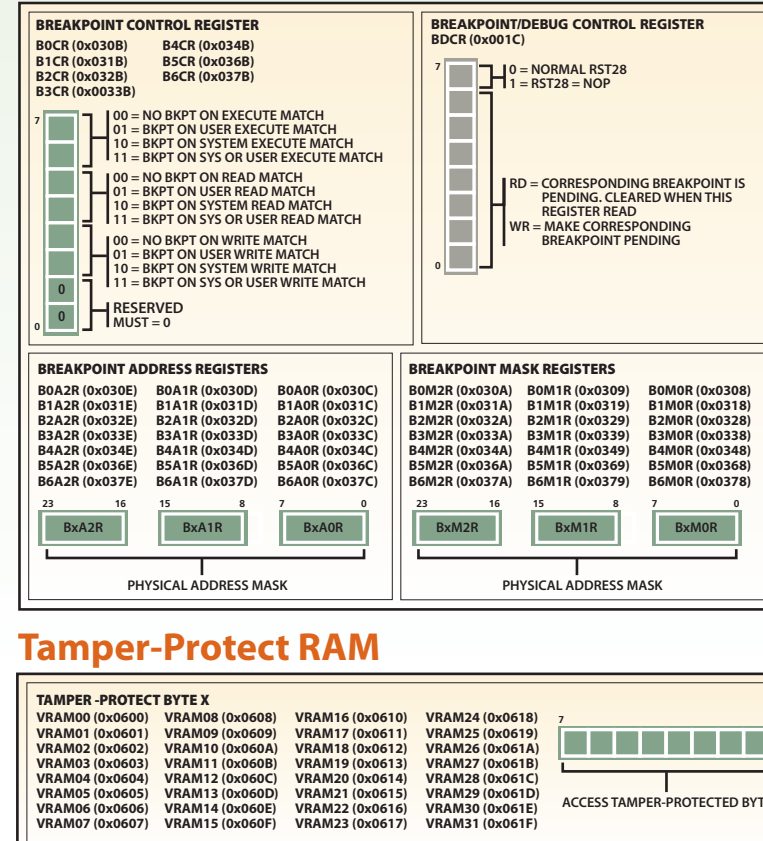 BREAKPOINT CONTROL REGISTER
B0CR (0x030B) B4CR (0x034B)
B1CR (0x031B) B5CR (0x036B)
B2CR (0x032B) B6CR (0x037B)
B3CR (0x0033B)
7
00 = NO BKPT ON EXECUTE MATCH
01 = BKPT ON USER EXECUTE MATCH
10 = BKPT ON SYSTEM EXECUTE MATCH
11 = BKPT ON SYS OR USER EXECUTE MATCH
00 = NO BKPT ON READ MATCH
01 = BKPT ON USER READ MATCH
10 = BKPT ON SYSTEM READ MATCH
11 = BKPT ON SYS OR USER READ MATCH
00 = NO BKPT ON WRITE MATCH
01 = BKPT ON USER WRITE MATCH
10 = BKPT ON SYSTEM WRITE MATCH
11 = BKPT ON SYS OR USER WRITE MATCH
0
RESERVED
0 MUST = 0
0
BREAKPOINT/DEBUG CONTROL REGISTER
BDCR (0x001C)
7
0 = NORMAL RST28
1 = RST28 = NOP
RD = CORRESPONDING BREAKPOINT IS
PENDING. CLEARED WHEN THIS
REGISTER READ
WR = MAKE CORRESPONDING
BREAKPOINT PENDING
0
BREAKPOINT ADDRESS REGISTERS
B0A2R (0x030E) B0A1R (0x030D) B0A0R (0x030C)
B1A2R (0x031E) B1A1R (0x031D) B1A0R (0x031C)
B2A2R (0x032E) B2A1R (0x032D) B2A0R (0x032C)
B3A2R (0x033E) B3A1R (0x033D) B3A0R (0x033C)
B4A2R (0x034E) B4A1R (0x034D) B4A0R (0x034C)
B5A2R (0x036E) B5A1R (0x036D) B5A0R (0x036C)
B6A2R (0x037E) B6A1R (0x037D) B6A0R (0x037C)
23 16 15 8 7 0
BxA2R BxA1R BxA0R
PHYSICAL ADDRESS MASK
BREAKPOINT MASK REGISTERS
B0M2R (0x030A) B0M1R (0x0309) B0M0R (0x0308)
B1M2R (0x031A) B1M1R (0x0319) B1M0R (0x0318)
B2M2R (0x032A) B2M1R (0x0329) B2M0R (0x0328)
B3M2R (0x033A) B3M1R (0x0339) B3M0R (0x0338)
B4M2R (0x034A) B4M1R (0x0349) B4M0R (0x0348)
B5M2R (0x036A) B5M1R (0x0369) B5M0R (0x0368)
B6M2R (0x037A) B6M1R (0x0379) B6M0R (0x0378)
23 16 15 8 7 0
BxM2R BxM1R BxM0R
PHYSICAL ADDRESS MASK
Tamper-Protect RAM
TAMPER -PROTECT BYTE X
VRAM00 (0x0600) VRAM08 (0x0608) VRAM16 (0x0610) VRAM24 (0x0618)
VRAM01 (0x0601) VRAM09 (0x0609) VRAM17 (0x0611) VRAM25 (0x0619)
VRAM02 (0x0602) VRAM10 (0x060A) VRAM18 (0x0612) VRAM26 (0x061A)
VRAM03 (0x0603) VRAM11 (0x060B) VRAM19 (0x0613) VRAM27 (0x061B)
VRAM04 (0x0604) VRAM12 (0x060C) VRAM20 (0x0614) VRAM28 (0x061C)
VRAM05 (0x0605) VRAM13 (0x060D) VRAM21 (0x0615) VRAM29 (0x061D)
VRAM06 (0x0606) VRAM14 (0x060E) VRAM22 (0x0616) VRAM30 (0x061E)
VRAM07 (0x0607) VRAM15 (0x060F) VRAM23 (0x0617) VRAM31 (0x061F)
7
ACCESS TAMPER-PROTECTED BYT